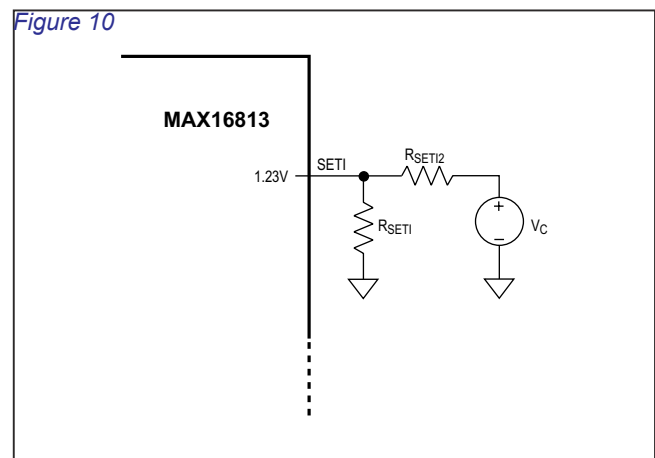 Figure 10
MAX16813
1.23V
SETI
RSETI2
RSETI
+
−
VC